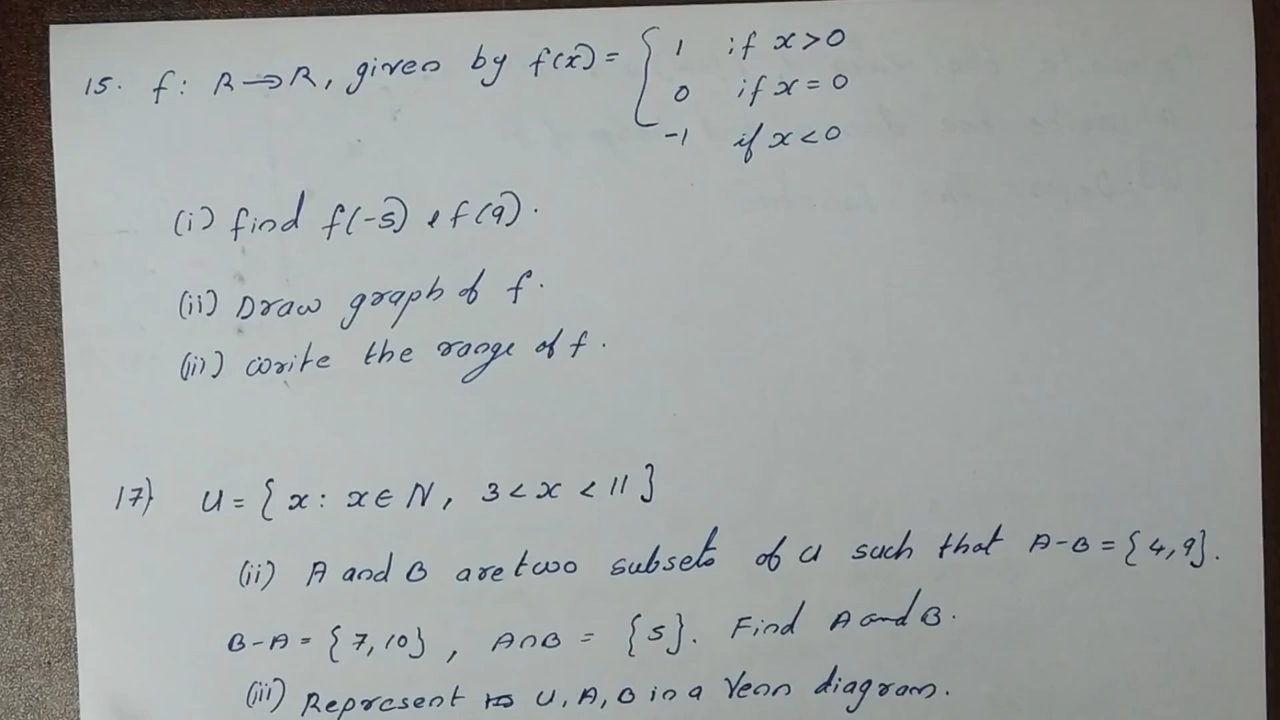 15. f: R→R, given by f(x) = { 1 if x>0
0 if x=0
-1 if x<0
(i) find f(-5) & f(9).
(ii) Draw graph of f.
(iii) write the range of f.
17) U = { x : x ∈ N, 3 < x < 11 }
(ii) A and B are two subsets of U such that A-B = {4,9}.
B-A = {7,10}, A∩B = {5}. Find A and B.
(iii) Represent U, A, B in a Venn diagram.